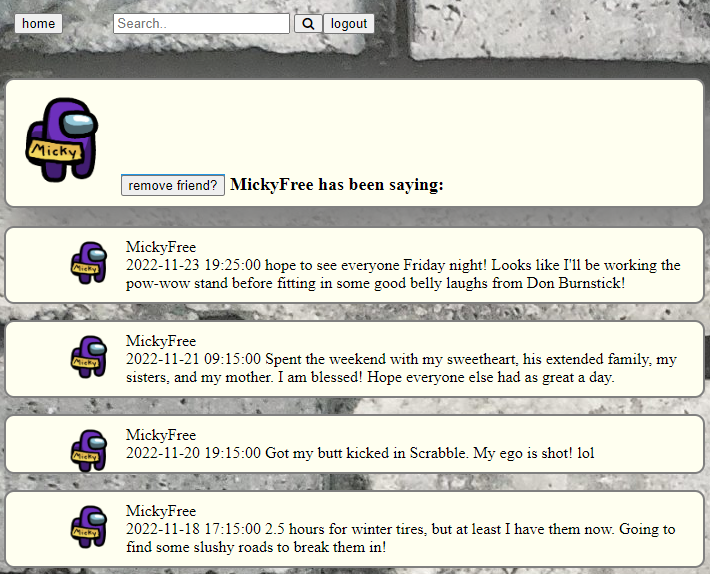 home Search.. logout
Micky
remove friend? MickyFree has been saying:
Micky
MickyFree
2022-11-23 19:25:00 hope to see everyone Friday night! Looks like I'll be working the
pow-wow stand before fitting in some good belly laughs from Don Burnstick!
Micky
MickyFree
2022-11-21 09:15:00 Spent the weekend with my sweetheart, his extended family, my
sisters, and my mother. I am blessed! Hope everyone else had as great a day.
Micky
MickyFree
2022-11-20 19:15:00 Got my butt kicked in Scrabble. My ego is shot! lol
Micky
MickyFree
2022-11-18 17:15:00 2.5 hours for winter tires, but at least I have them now. Going to
find some slushy roads to break them in!
Micky